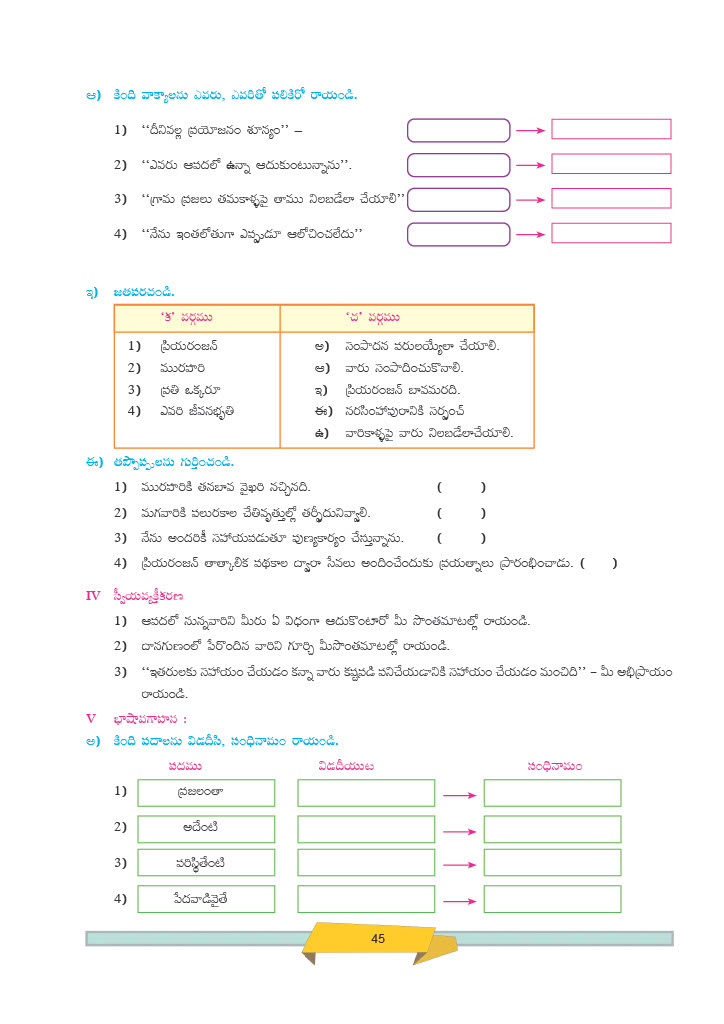 ఆ) కింది వాక్యాలను ఎవరు, ఎవరితో పలికిరో రాయండి.
1) ‘‘దీనివల్ల ప్రయోజనం శూన్యం’’ –
2) ‘‘ఎవరు ఆపదలో ఉన్నా ఆదుకుంటున్నాను’’.
3) ‘‘గ్రామ ప్రజలు తమకాళ్ళపై తాము నిలబడేలా చేయాలి’’
4) ‘‘నేను ఇంతలోతుగా ఎప్పుడూ ఆలోచించలేదు’’
ఇ) జతపరచండి.
‘క’ వర్గము ‘చ’ వర్గము
1) ప్రియరంజన్ అ) సంపాదన పరులయ్యేలా చేయాలి.
2) మురహరి ఆ) వారు సంపాదించుకొనాలి.
3) ప్రతి ఒక్కరూ ఇ) ప్రియరంజన్ బావమరది.
4) ఎవరి జీవనభృతి ఈ) నరసింహాపురానికి సర్పంచ్
ఉ) వారికాళ్ళపై వారు నిలబడేలాచేయాలి.
ఈ) తప్పొప్పులను గుర్తించండి.
1) మురహరికి తనబావ వైఖరి నచ్చినది. ( )
2) మగవారికి పలురకాల చేతివృత్తుల్లో తర్ఫీదునివ్వాలి. ( )
3) నేను అందరికీ సహాయపడుతూ పుణ్యకార్యం చేస్తున్నాను. ( )
4) ప్రియరంజన్ తాత్కాలిక పథకాల ద్వారా సేవలు అందించేందుకు ప్రయత్నాలు ప్రారంభించాడు. ( )
IV స్వీయవ్యక్తీకరణ
1) ఆపదలో నున్నవారిని మీరు ఏ విధంగా ఆదుకొంటారో మీ సొంతమాటల్లో రాయండి.
2) దానగుణంలో పేరొందిన వారిని గూర్చి మీసొంతమాటల్లో రాయండి.
3) ‘‘ఇతరులకు సహాయం చేయడం కన్నా వారు కష్టపడి పనిచేయడానికి సహాయం చేయడం మంచిది’’ – మీ అభిప్రాయం
రాయండి.
V భాషావగాహన :
అ) కింది పదాలను విడదీసి, సంధినామం రాయండి.
పదము విడదీయుట సంధినామం
1) ప్రజలంతా
2) అదేంటి
3) పరిస్థితేంటి
4) పేదవాడివైతే
45